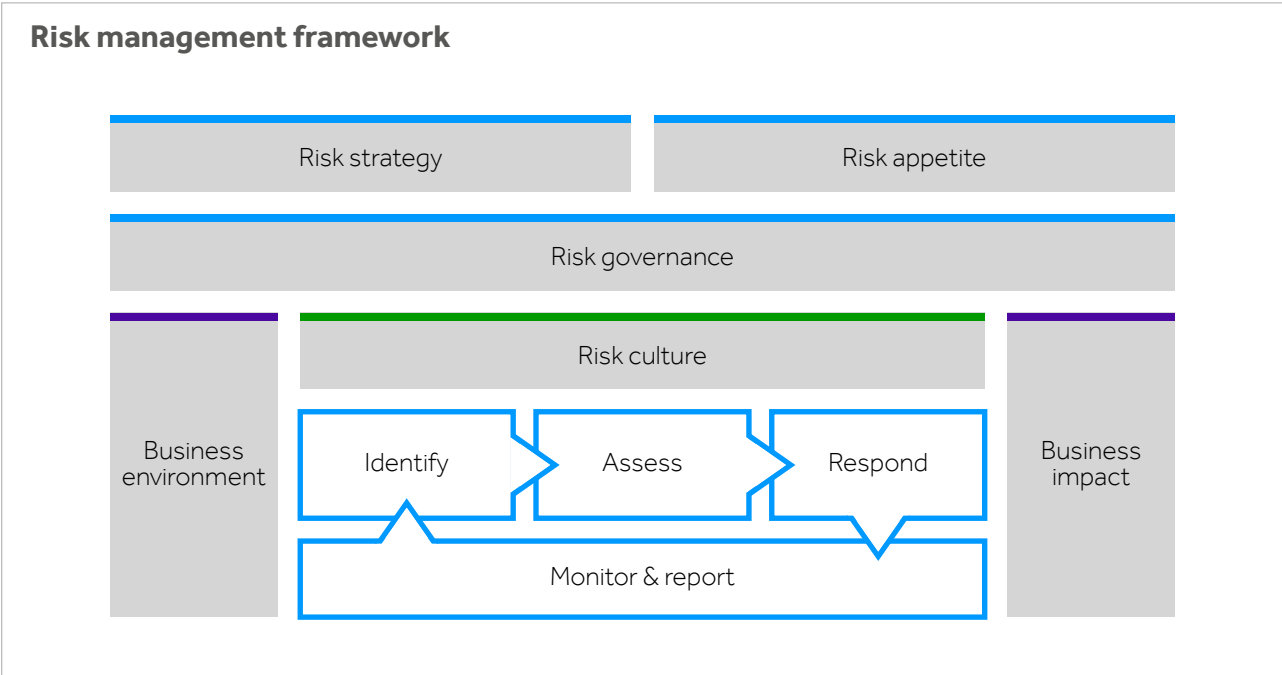 Risk management framework
Risk strategy
Risk appetite
Risk governance
Risk culture
Business
environment
Identify
Assess
Respond
Business
impact
Monitor & report